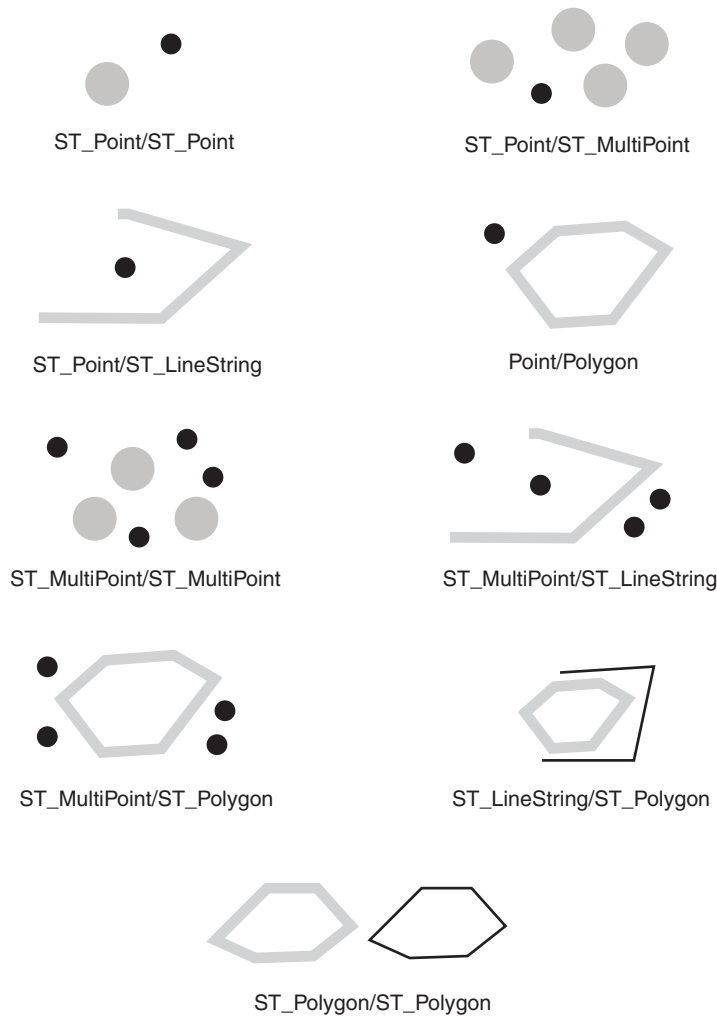 ST_Point/ST_Point
ST_Point/ST_MultiPoint
ST_Point/ST_LineString
Point/Polygon
ST_MultiPoint/ST_MultiPoint
ST_MultiPoint/ST_LineString
ST_MultiPoint/ST_Polygon
ST_LineString/ST_Polygon
ST_Polygon/ST_Polygon